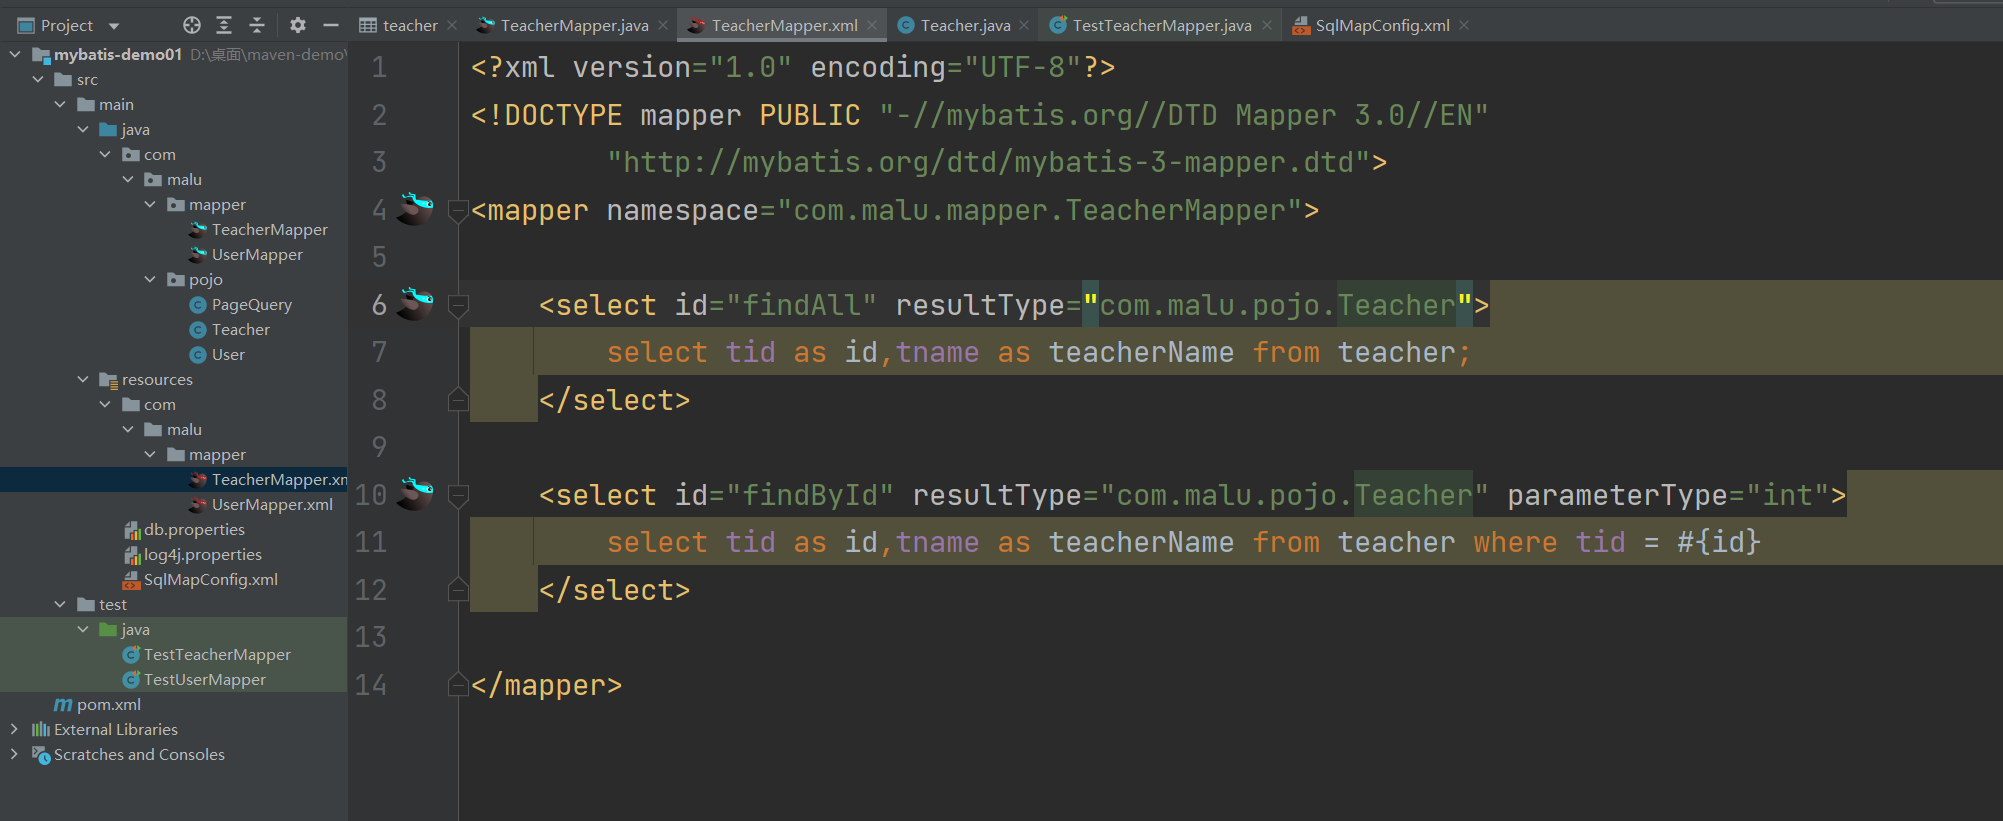 Project
teacher
TeacherMapper.java
TeacherMapper.xml
Teacher.java
TestTeacherMapper.java
SqlMapConfig.xml
mybatis-demo01 D:\桌面\maven-demo\
src
main
java
com
malu
mapper
TeacherMapper
UserMapper
pojo
PageQuery
Teacher
User
resources
com
malu
mapper
TeacherMapper.xm
UserMapper.xml
db.properties
log4j.properties
SqlMapConfig.xml
test
java
TestTeacherMapper
TestUserMapper
pom.xml
External Libraries
Scratches and Consoles
1 <?xml version="1.0" encoding="UTF-8"?>
2 <!DOCTYPE mapper PUBLIC "-//mybatis.org//DTD Mapper 3.0//EN"
3 "http://mybatis.org/dtd/mybatis-3-mapper.dtd">
4 <mapper namespace="com.malu.mapper.TeacherMapper">
5
6 <select id="findAll" resultType="com.malu.pojo.Teacher">
7 select tid as id,tname as teacherName from teacher;
8 </select>
9
10 <select id="findById" resultType="com.malu.pojo.Teacher" parameterType="int">
11 select tid as id,tname as teacherName from teacher where tid = #{id}
12 </select>
13
14 </mapper>